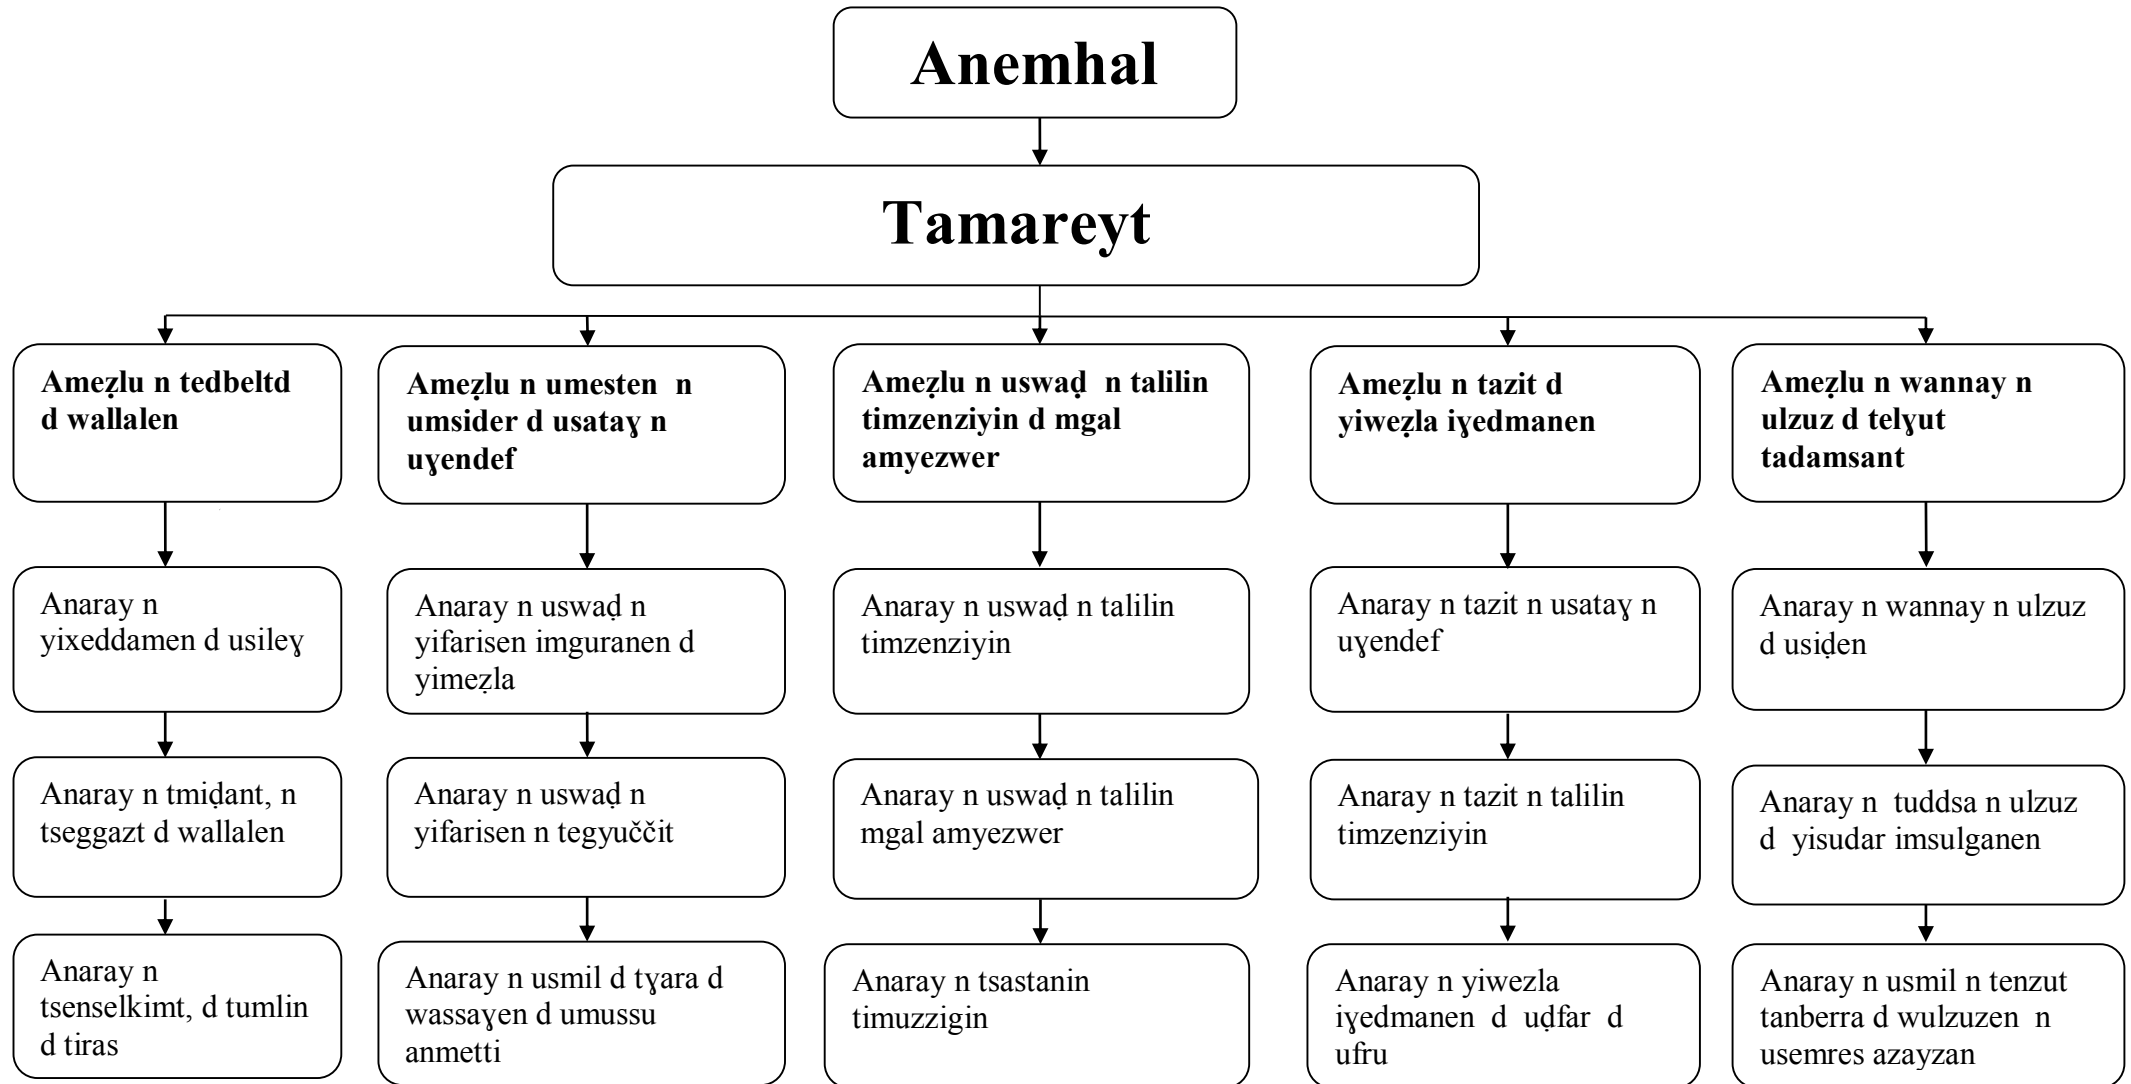 Anemhal
Tamareyt
Ameẓlu n tedbeltd
d wallalen
Ameẓlu n umesten n
umsider d usataɣ n
uɣendef
Ameẓlu n uswaḍ n talilin
timzenziyin d mgal
amyezwer
Ameẓlu n tazit d
yiweẓla iɣedmanen
Ameẓlu n wannay n
ulzuz d telɣut
tadamsant
Anaray n
yixeddamen d usileɣ
Anaray n uswaḍ n
yifarisen imguranen d
yimeẓla
Anaray n uswaḍ n talilin
timzenziyin
Anaray n tazit n usataɣ n
uɣendef
Anaray n wannay n ulzuz
d usiḍen
Anaray n tmiḍant, n
tseggazt d wallalen
Anaray n uswaḍ n
yifarisen n tegyuččit
Anaray n uswaḍ n talilin
mgal amyezwer
Anaray n tazit n talilin
timzenziyin
Anaray n tuddsa n ulzuz
d yisudar imsulganen
Anaray n
tsenselkimt, d tumlin
d tiras
Anaray n usmil d tɣara d
wassaɣen d umussu
anmetti
Anaray n tsastanin
timuzzigin
Anaray n yiwezla
iɣedmanen d uḍfar d
ufru
Anaray n usmil n tenzut
tanberra d wulzuzen n
usemres azayzan